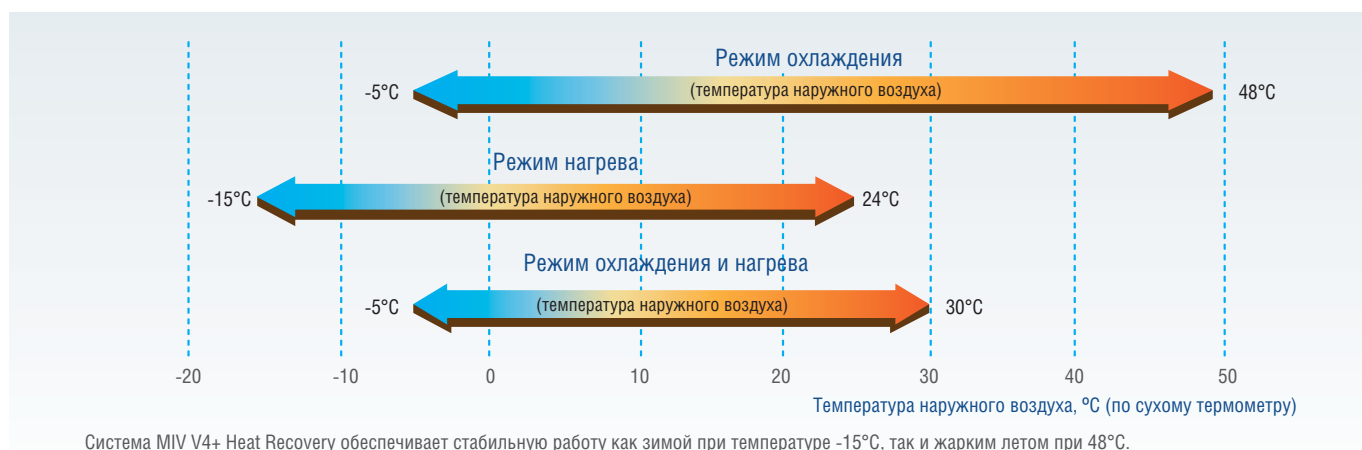 Режим охлаждения
-5°C
(температура наружного воздуха)
48°C
Режим нагрева
-15°C
(температура наружного воздуха)
24°C
Режим охлаждения и нагрева
-5°C
(температура наружного воздуха)
30°C
-20 -10 0 10 20 30 40 50
Температура наружного воздуха, ºC (по сухому термометру)
Система MIV V4+ Heat Recovery обеспечивает стабильную работу как зимой при температуре -15°C, так и жарким летом при 48°C.